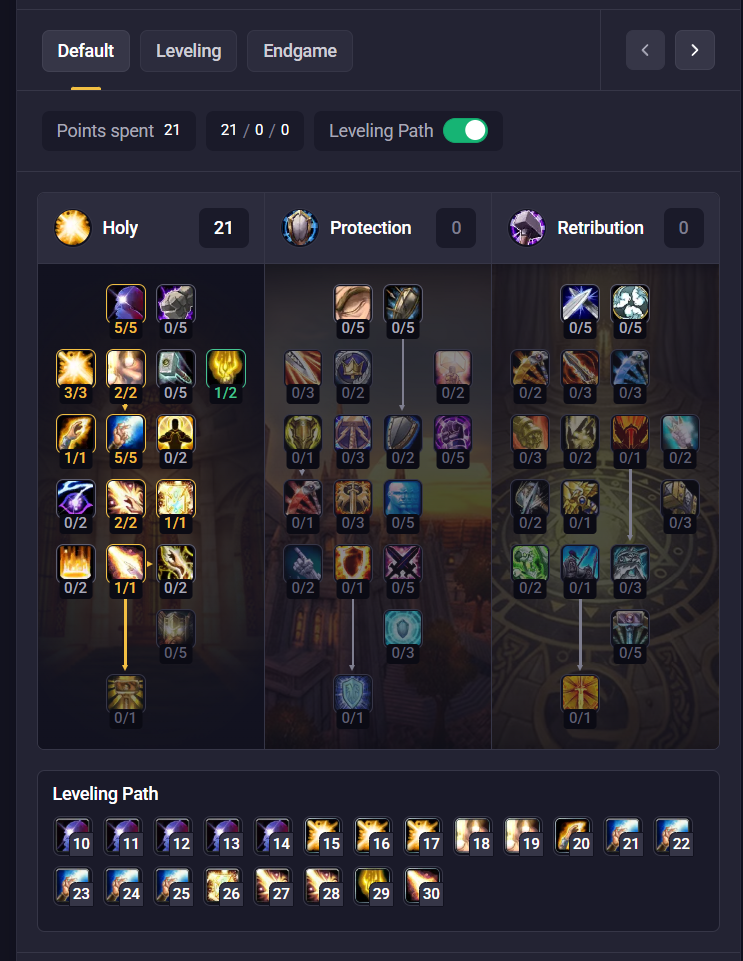 Default Leveling Endgame
Points spent 21 21 / 0 / 0 Leveling Path
Holy 21 Protection 0 Retribution 0
5/5 0/5 0/5 0/5 0/5 0/5
3/3 2/2 0/5 1/2 0/3 0/2 0/2 0/2 0/3 0/2
1/1 5/5 0/2 0/1 0/3 0/2 0/5 0/3 0/2 0/1 0/2
0/2 2/2 1/1 0/1 0/3 0/5 0/2 0/1 0/3
0/2 1/1 0/2 0/2 0/1 0/5 0/2 0/1 0/3
0/5 0/3 0/5
0/1 0/1 0/1
Leveling Path
10 11 12 13 14 15 16 17 18 19 20 21 22
23 24 25 26 27 28 29 30